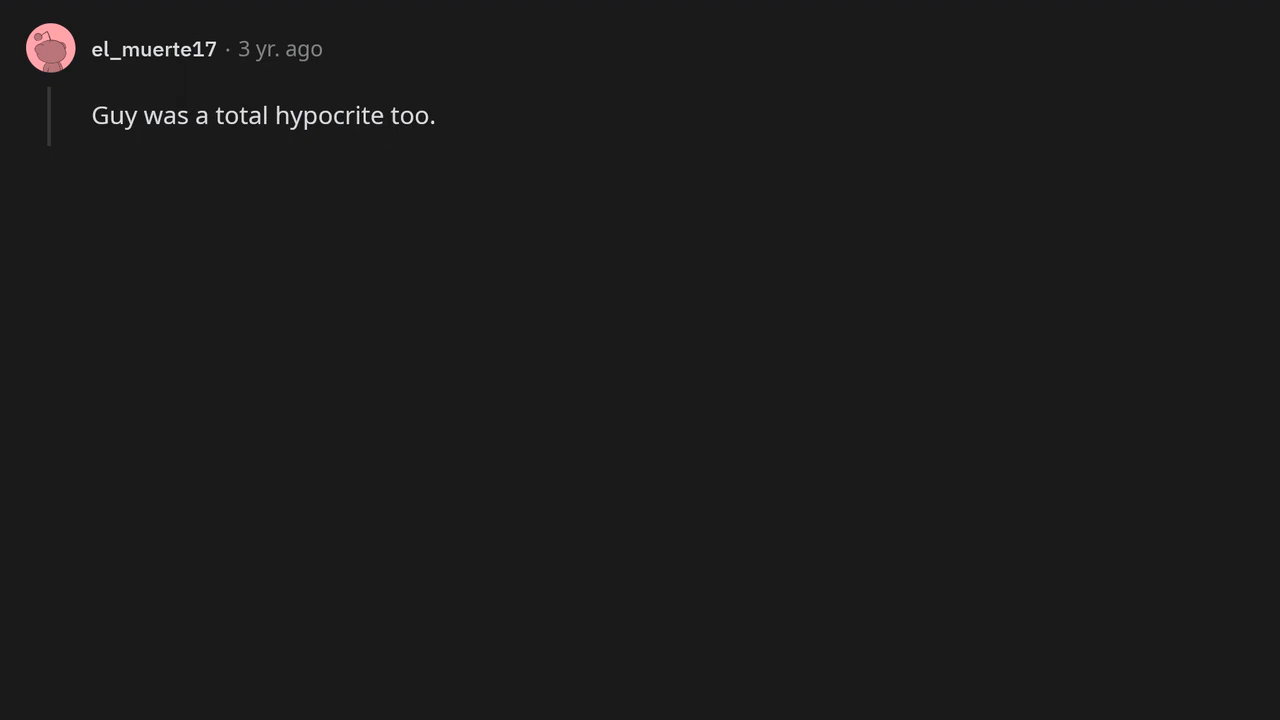 el_muerte17 · 3 yr. ago
Guy was a total hypocrite too.